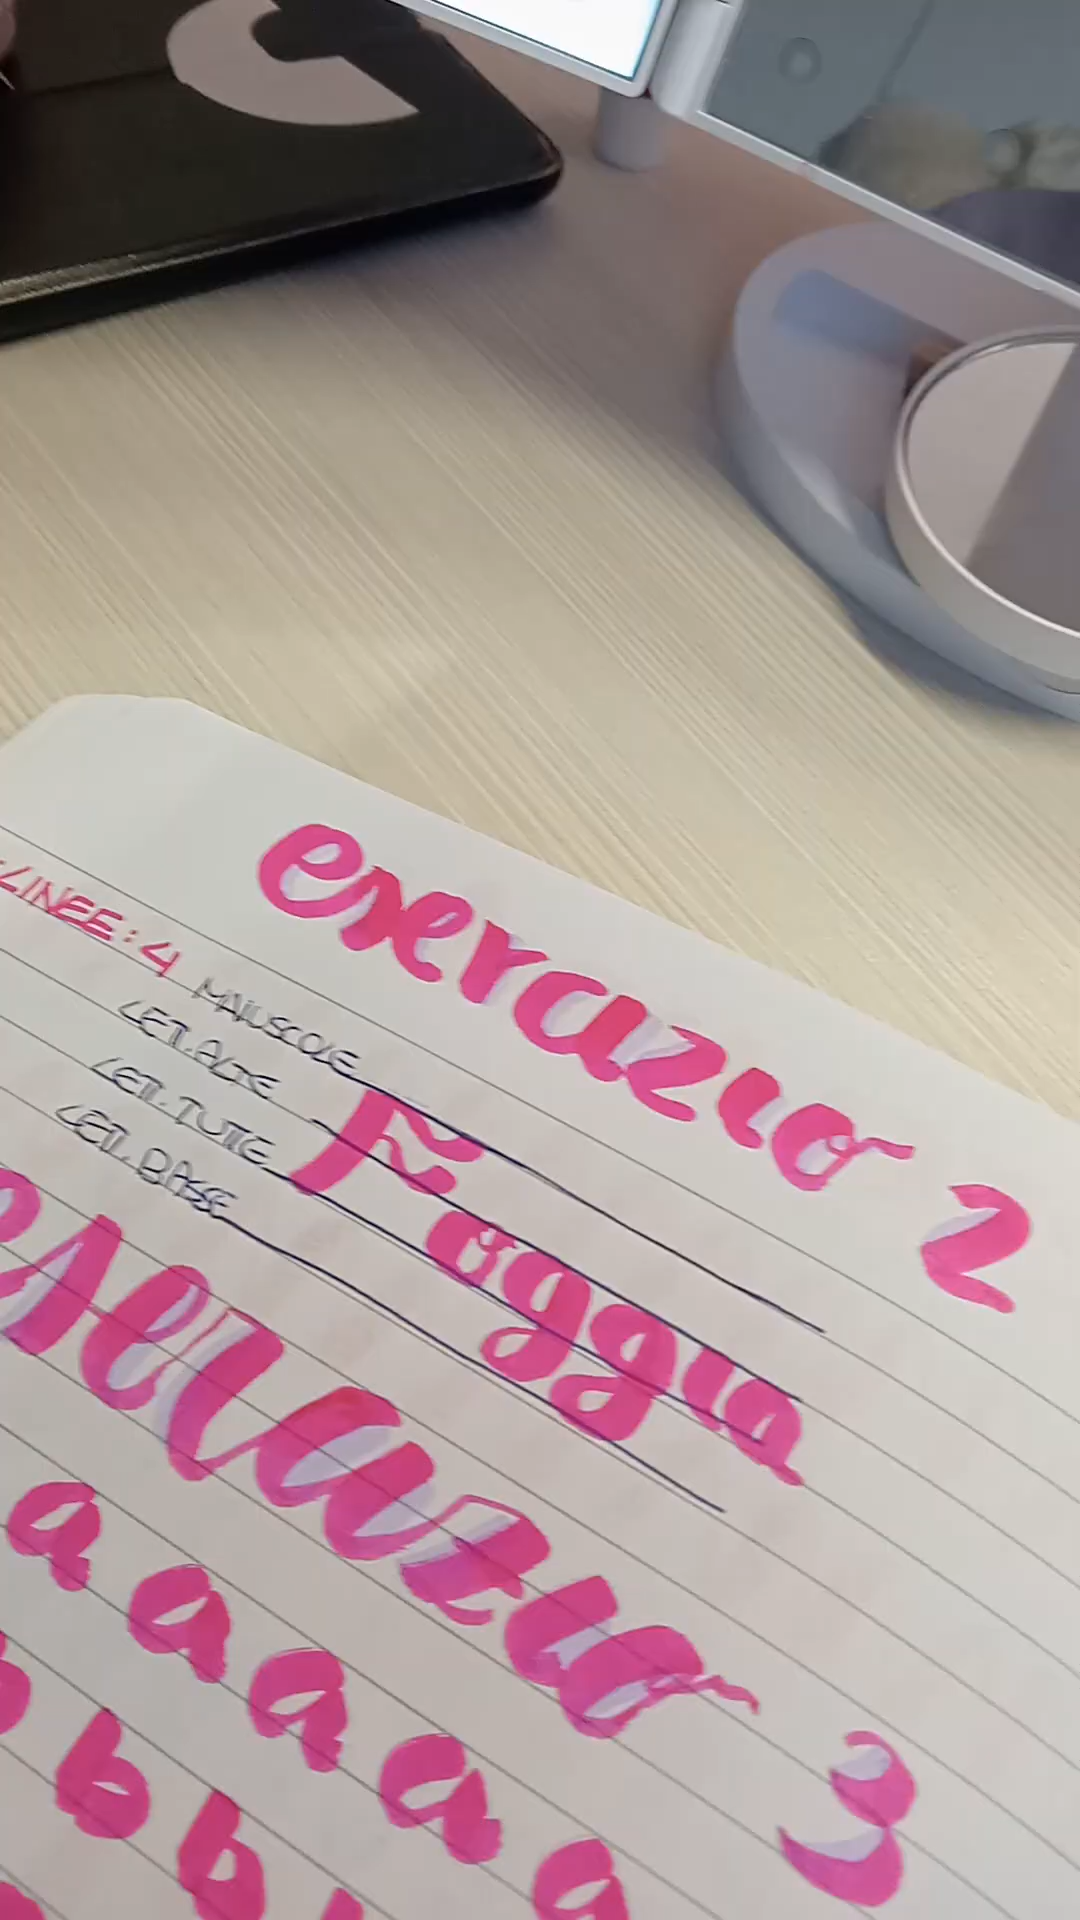 esercizio 2
LINEE: 4 MAIUSCOLE
LETT. ALTE
LETT. TUTTE
LETT. BASSE
Foggia
esercizio 3
a a a a a
b b b